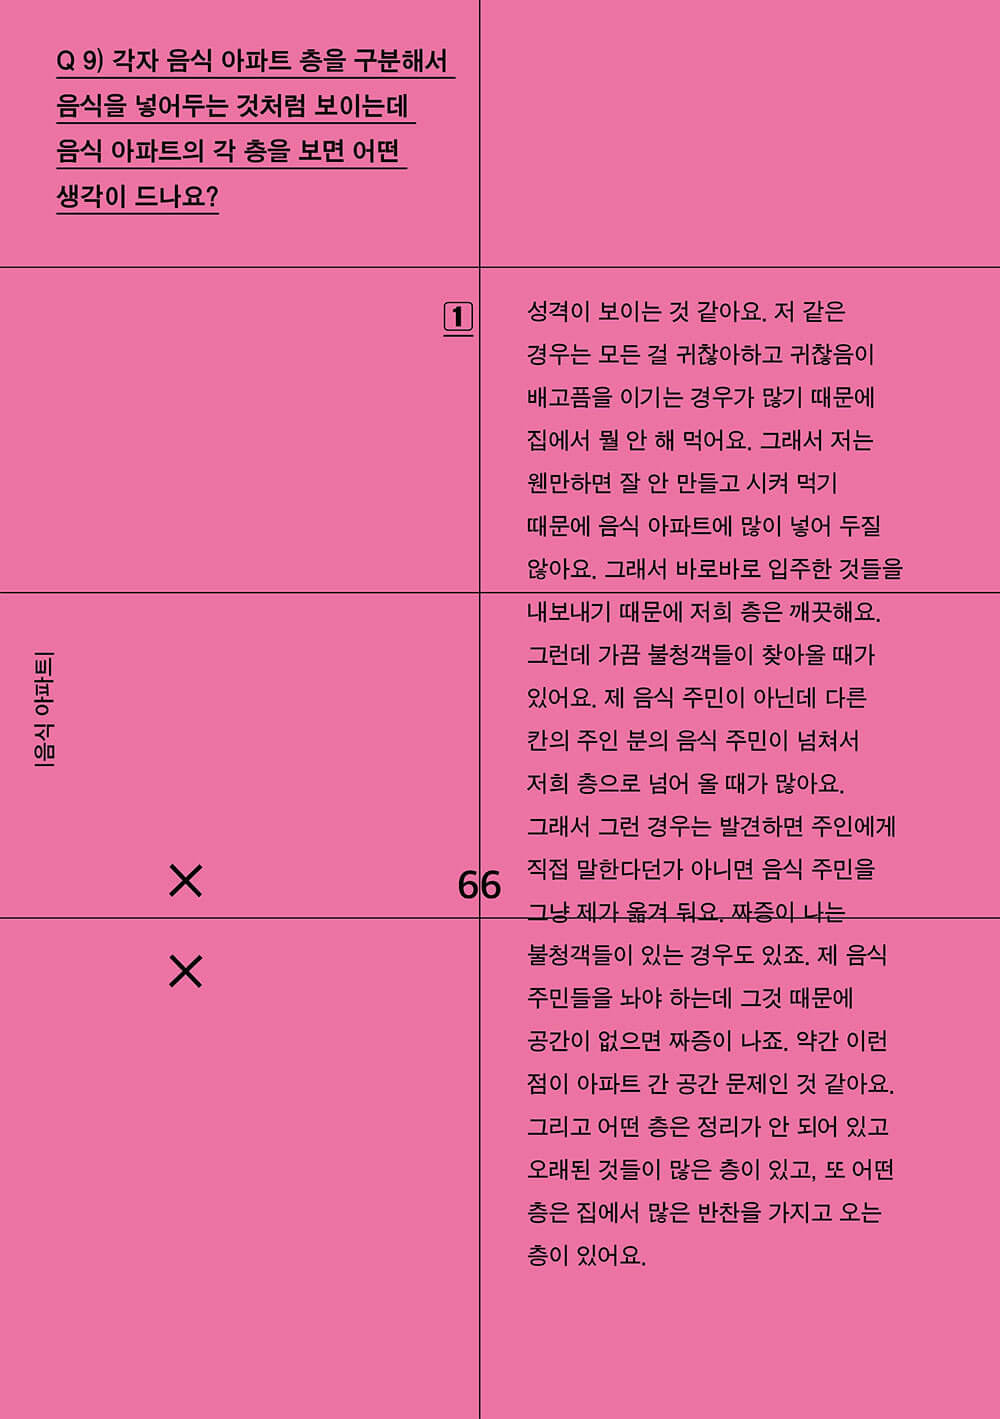 Q 9) 각자 음식 아파트 층을 구분해서
음식을 넣어두는 것처럼 보이는데
음식 아파트의 각 층을 보면 어떤
생각이 드나요?
1
성격이 보이는 것 같아요. 저 같은
경우는 모든 걸 귀찮아하고 귀찮음이
배고픔을 이기는 경우가 많기 때문에
집에서 뭘 안 해 먹어요. 그래서 저는
웬만하면 잘 안 만들고 시켜 먹기
때문에 음식 아파트에 많이 넣어 두질
않아요. 그래서 바로바로 입주한 것들을
내보내기 때문에 저희 층은 깨끗해요.
그런데 가끔 불청객들이 찾아올 때가
있어요. 제 음식 주민이 아닌데 다른
칸의 주인 분의 음식 주민이 넘쳐서
저희 층으로 넘어 올 때가 많아요.
그래서 그런 경우는 발견하면 주인에게
직접 말한다던가 아니면 음식 주민을
그냥 제가 옮겨 둬요. 짜증이 나는
불청객들이 있는 경우도 있죠. 제 음식
주민들을 놔야 하는데 그것 때문에
공간이 없으면 짜증이 나죠. 약간 이런
점이 아파트 간 공간 문제인 것 같아요.
그리고 어떤 층은 정리가 안 되어 있고
오래된 것들이 많은 층이 있고, 또 어떤
층은 집에서 많은 반찬을 가지고 오는
층이 있어요.
|음식 아파트|
66